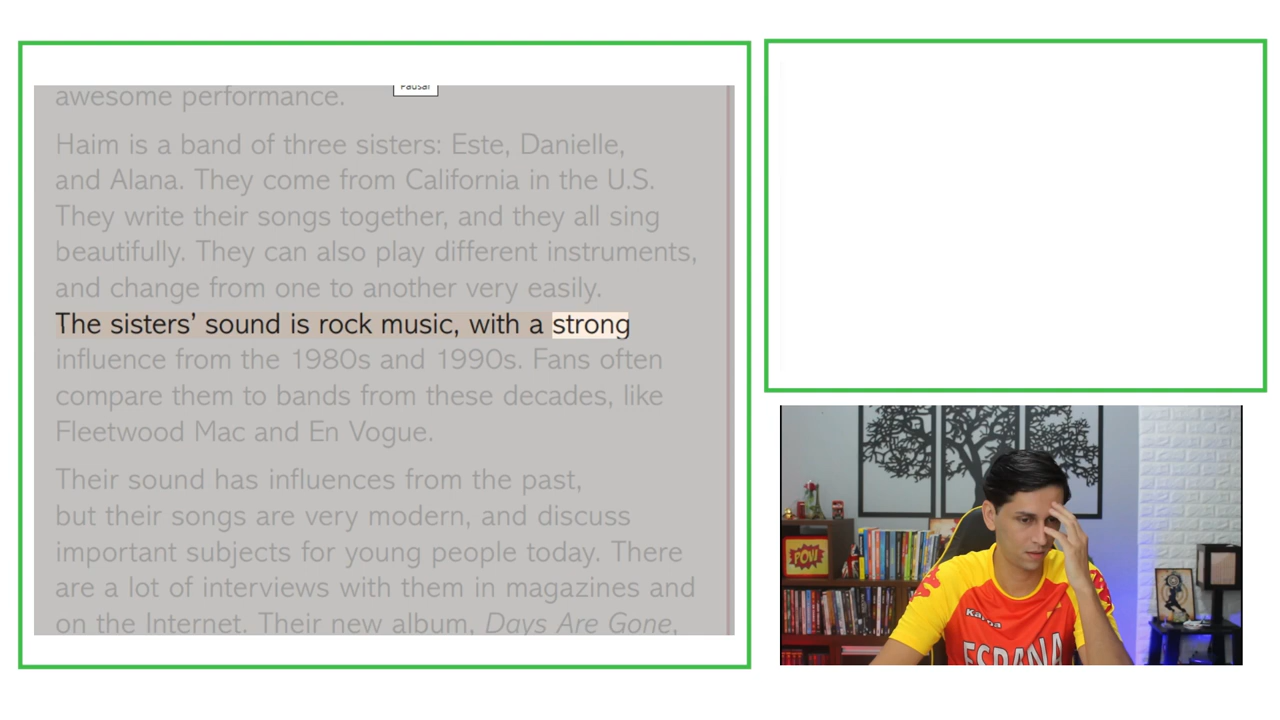 awesome performance.
Pausar
Haim is a band of three sisters: Este, Danielle,
and Alana. They come from California in the U.S.
They write their songs together, and they all sing
beautifully. They can also play different instruments,
and change from one to another very easily.
The sisters’ sound is rock music, with a strong
influence from the 1980s and 1990s. Fans often
compare them to bands from these decades, like
Fleetwood Mac and En Vogue.
Their sound has influences from the past,
but their songs are very modern, and discuss
important subjects for young people today. There
are a lot of interviews with them in magazines and
on the Internet. Their new album, Days Are Gone,
POW
Kappa
ESPAÑA